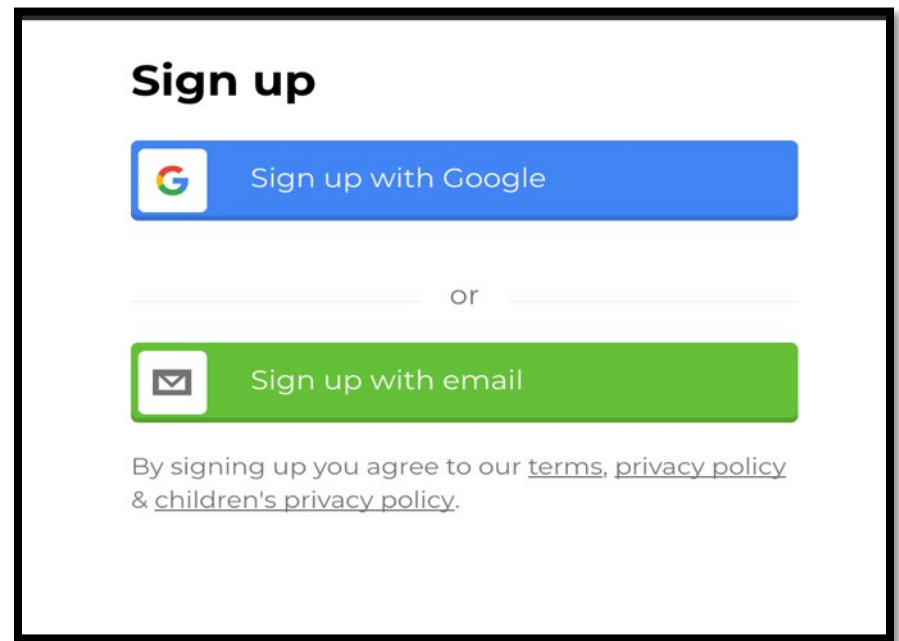 Sign up
Sign up with Google
or
Sign up with email
By signing up you agree to our terms, privacy policy
& children's privacy policy.